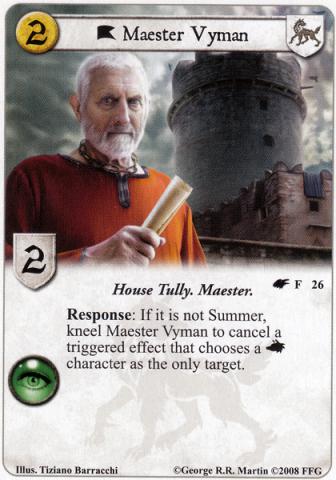 2
Maester Vyman
2
House Tully. Maester.
F 26
Response: If it is not Summer,
kneel Maester Vyman to cancel a
triggered effect that chooses a
character as the only target.
Illus. Tiziano Barracchi
©George R.R. Martin ©2008 FFG